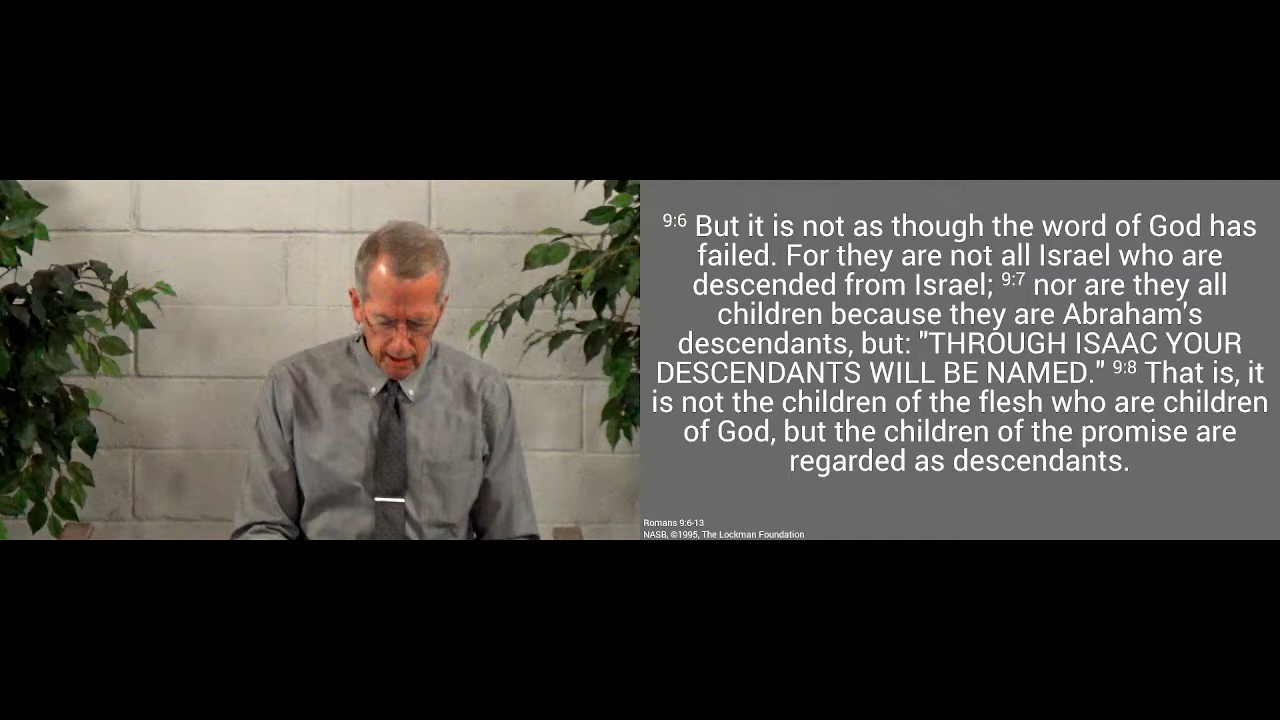 9:6 But it is not as though the word of God has
failed. For they are not all Israel who are
descended from Israel; 9:7 nor are they all
children because they are Abraham's
descendants, but: "THROUGH ISAAC YOUR
DESCENDANTS WILL BE NAMED." 9:8 That is, it
is not the children of the flesh who are children
of God, but the children of the promise are
regarded as descendants.
Romans 9:6-13
NASB, ©1995, The Lockman Foundation